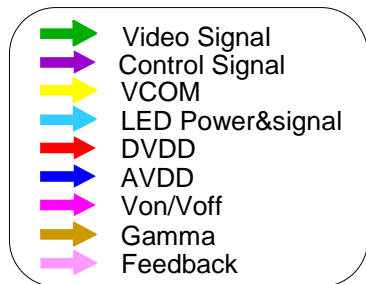 Video Signal
Control Signal
VCOM
LED Power&signal
DVDD
AVDD
Von/Voff
Gamma
Feedback